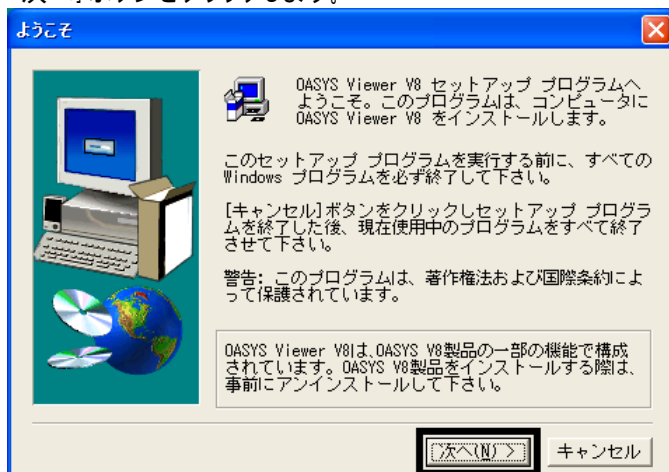 ようこそ
OASYS Viewer V8 セットアップ プログラムへ
ようこそ。このプログラムは、コンピュータに
OASYS Viewer V8 をインストールします。
このセットアップ プログラムを実行する前に、すべての
Windows プログラムを必ず終了して下さい。
[キャンセル]ボタンをクリックしセットアップ プログラ
ムを終了した後、現在使用中のプログラムをすべて終了
させて下さい。
警告: このプログラムは、著作権法および国際条約によ
って保護されています。
OASYS Viewer V8は、OASYS V8製品の一部の機能で構成
されています。OASYS V8製品をインストールする際は、
事前にアンインストールして下さい。
次へ(N) >
キャンセル